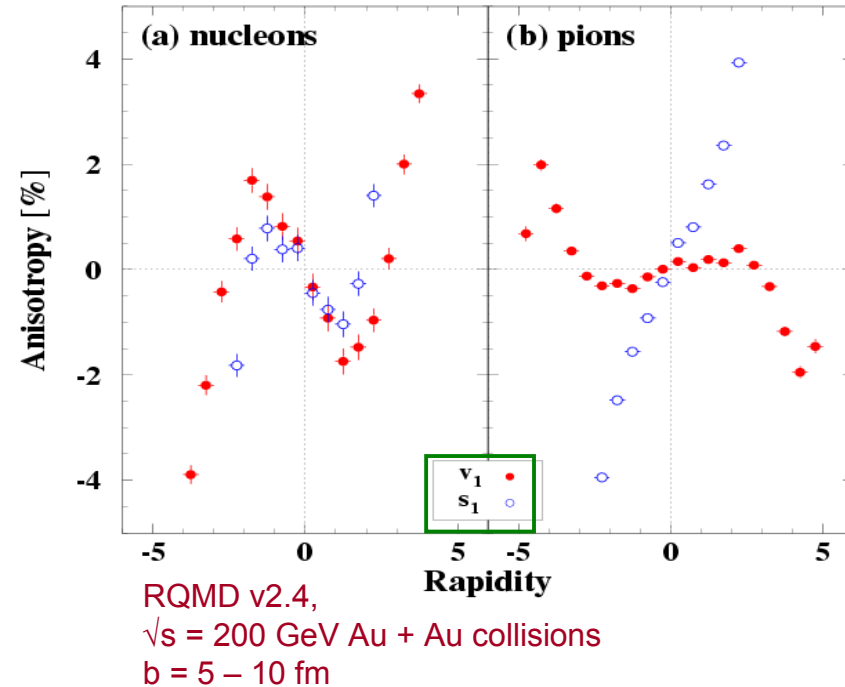 (a) nucleons
(b) pions
4
2
0
-2
-4
Anisotropy [%]
v1
s1
-5 0 5 -5 0 5
Rapidity
RQMD v2.4,
√s = 200 GeV Au + Au collisions
b = 5 – 10 fm